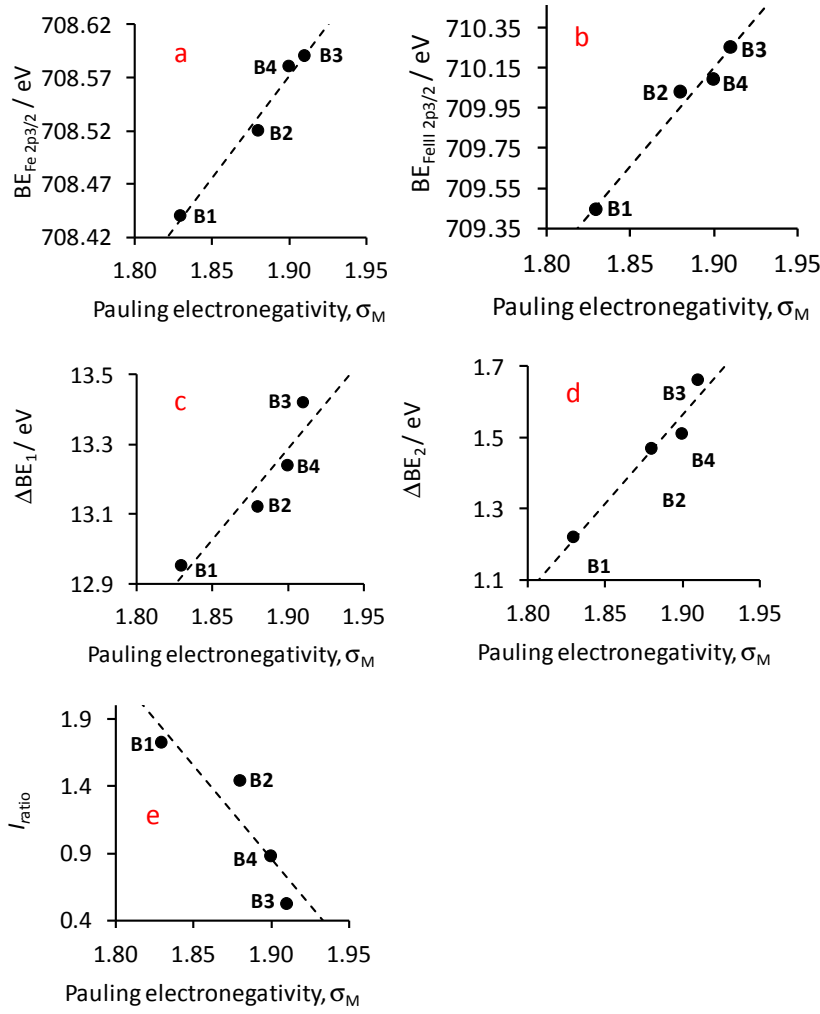 a
BE Fe 2p3/2 / eV
708.62
708.57
708.52
708.47
708.42
B4
B3
B2
B1
1.80 1.85 1.90 1.95
Pauling electronegativity, σM
b
BE FeIII 2p3/2 / eV
710.35
710.15
709.95
709.75
709.55
709.35
B3
B2
B4
B1
1.80 1.85 1.90 1.95
Pauling electronegativity, σM
c
ΔBE1 / eV
13.5
13.3
13.1
12.9
B3
B4
B2
B1
1.80 1.85 1.90 1.95
Pauling electronegativity, σM
d
ΔBE2 / eV
1.7
1.5
1.3
1.1
B3
B4
B2
B1
1.80 1.85 1.90 1.95
Pauling electronegativity, σM
e
Iratio
1.9
1.4
0.9
0.4
B1
B2
B4
B3
1.80 1.85 1.90 1.95
Pauling electronegativity, σM